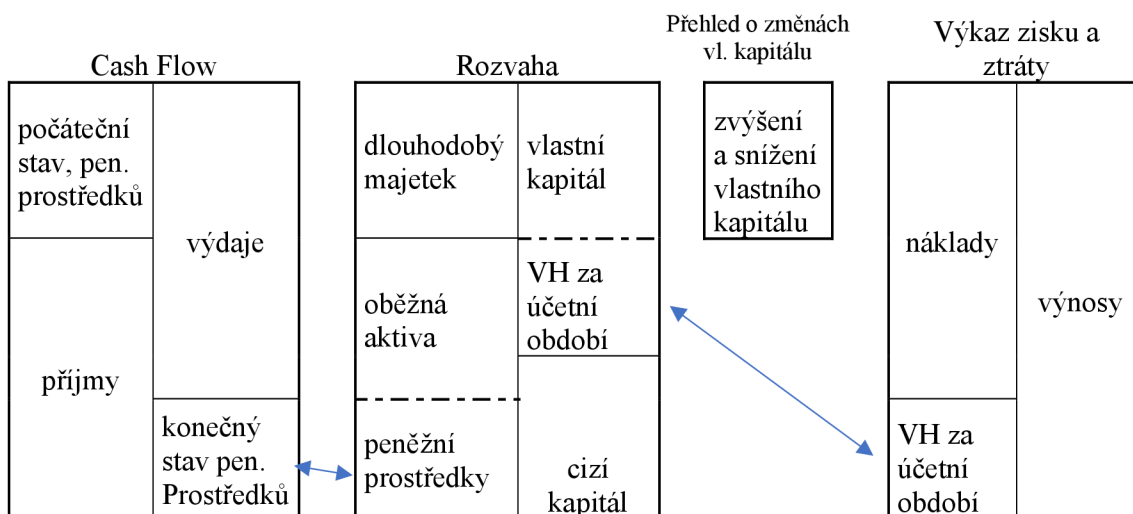 Cash Flow
počáteční
stav, pen.
prostředků
výdaje
příjmy
konečný
stav pen.
Prostředků
Rozvaha
dlouhodobý
majetek
vlastní
kapitál
oběžná
aktiva
VH za
účetní
období
peněžní
prostředky
cizí
kapitál
Přehled o změnách
vl. kapitálu
zvýšení
a snížení
vlastního
kapitálu
Výkaz zisku a
ztráty
náklady
výnosy
VH za
účetní
období